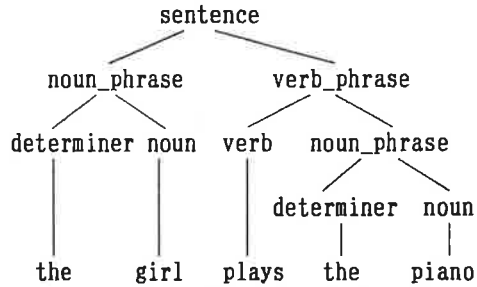 sentence
noun_phrase verb_phrase
determiner noun verb noun_phrase
determiner noun
the girl plays the piano